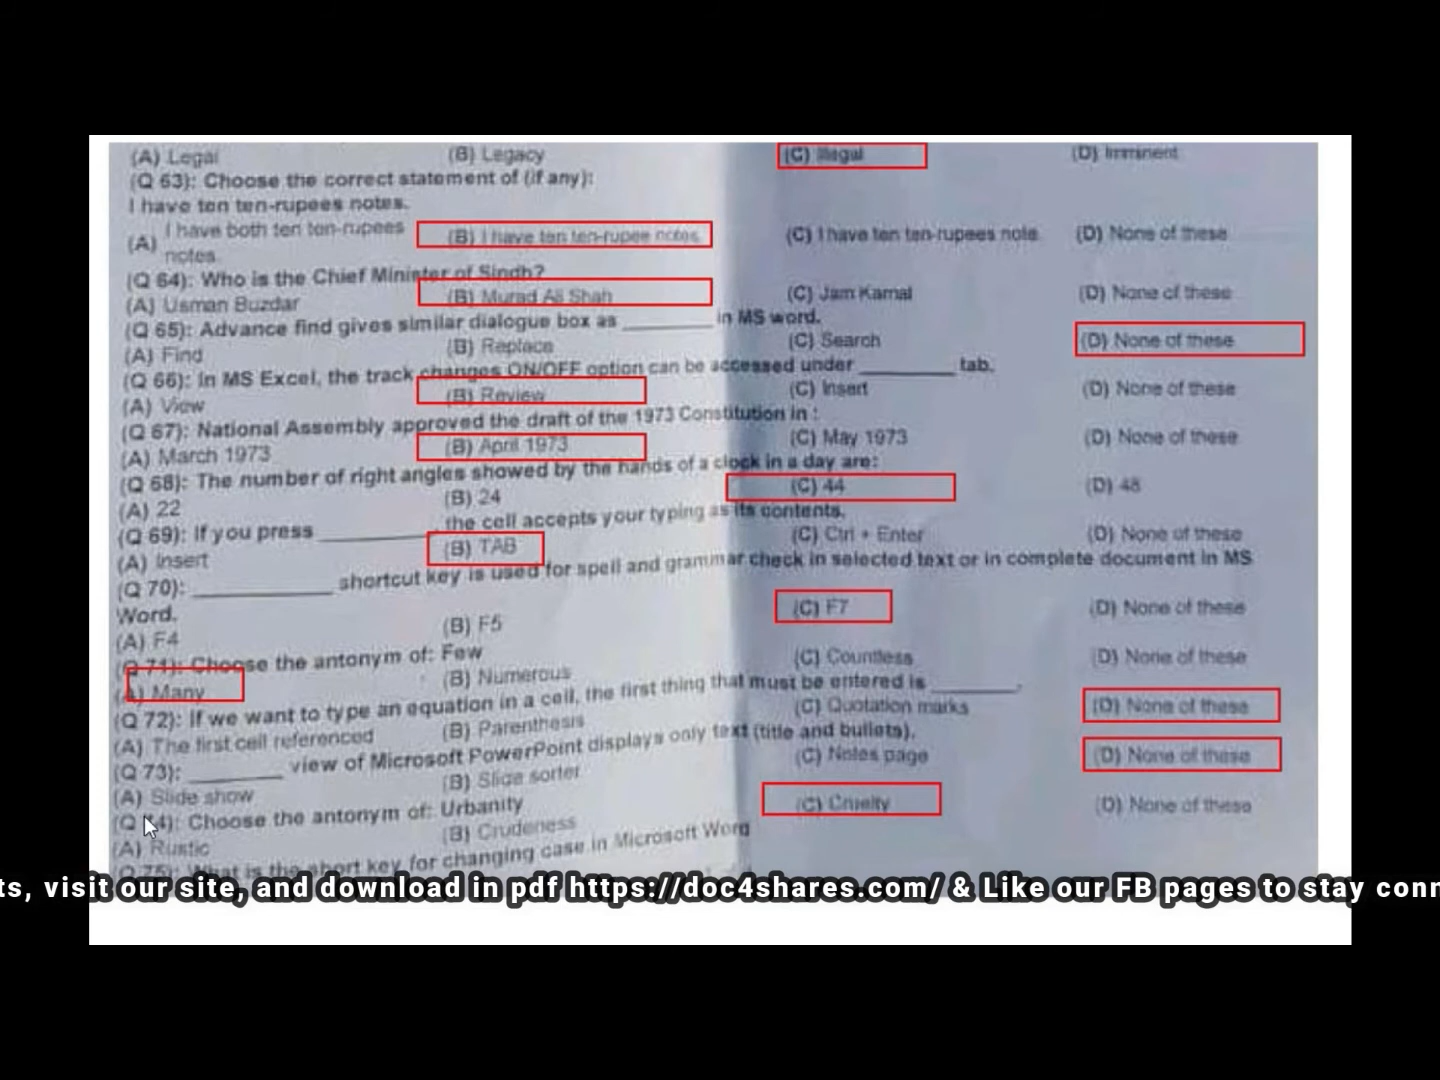 (A) Legal (B) Legacy (C) Illegal (D) Imminent
(Q 63): Choose the correct statement of (if any):
I have ten ten-rupees notes.
(A) I have both ten ten-rupees notes. (B) I have ten ten-rupee notes. (C) I have ten ten-rupees note. (D) None of these
(Q 64): Who is the Chief Minister of Sindh?
(A) Usman Buzdar (B) Murad Ali Shah (C) Jam Kamal (D) None of these
(Q 65): Advance find gives similar dialogue box as ________ in MS word.
(A) Find (B) Replace (C) Search (D) None of these
(Q 66): In MS Excel, the track changes ON/OFF option can be accessed under ________ tab.
(A) View (B) Review (C) Insert (D) None of these
(Q 67): National Assembly approved the draft of the 1973 Constitution in :
(A) March 1973 (B) April 1973 (C) May 1973 (D) None of these
(Q 68): The number of right angles showed by the hands of a clock in a day are:
(A) 22 (B) 24 (C) 44 (D) 48
(Q 69): If you press ________ the cell accepts your typing as its contents.
(A) Insert (B) TAB (C) Ctrl + Enter (D) None of these
(Q 70): ________ shortcut key is used for spell and grammar check in selected text or in complete document in MS
Word.
(A) F4 (B) F5 (C) F7 (D) None of these
(Q 71): Choose the antonym of: Few
(A) Many (B) Numerous (C) Countless (D) None of these
(Q 72): If we want to type an equation in a cell, the first thing that must be entered is ________.
(A) The first cell referenced (B) Parenthesis (C) Quotation marks (D) None of these
(Q 73): ________ view of Microsoft PowerPoint displays only text (title and bullets).
(A) Slide show (B) Slide sorter (C) Notes page (D) None of these
(Q 74): Choose the antonym of: Urbanity
(A) Rustic (B) Crudeness (C) Cruelty (D) None of these
(Q 75): What is the short key for changing case in Microsoft Word
ts, visit our site, and download in pdf https://doc4shares.com/ & Like our FB pages to stay conn